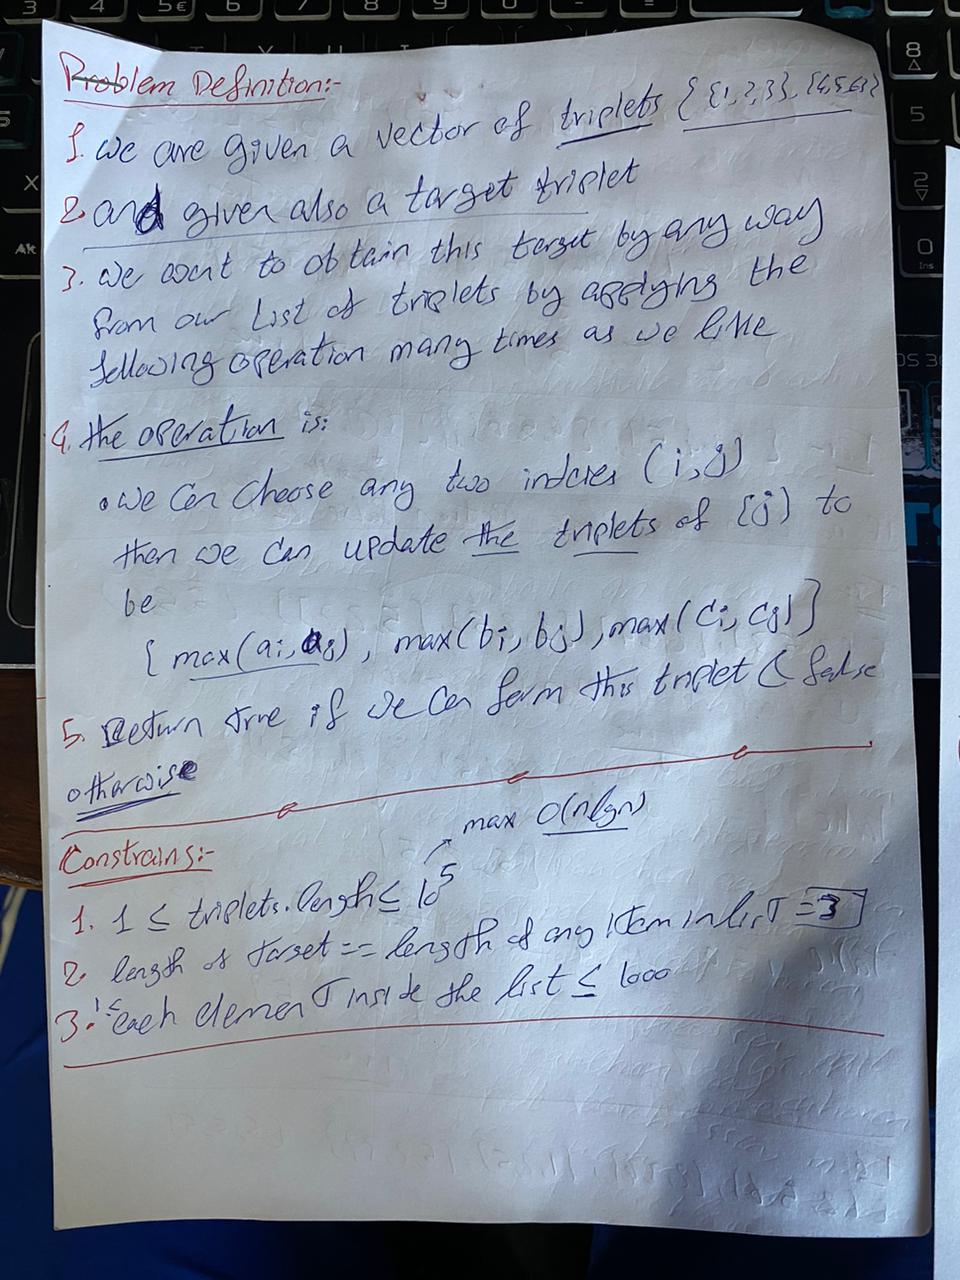 Problem Definition:-
1. we are given a vector of triplets { {1,2,3}, {4,5,6} }
2. and given also a target triplet
3. we want to obtain this target by any way
from our List of triplets by applying the
following operation many times as we like
4. the operation is:
• we can choose any two indcies (i,j)
then we can update the triplets of {j} to
be
{ max(ai, aj), max(bi, bj), max(ci, cj) }
5. Return true if we can form this triplet & false
otherwise
max O(nlgn)
Constrains:-
1. 1 ≤ triplets.length ≤ 10^5
2. length of target == length of any item in list = 3
3. 1 ≤ each element inside the list ≤ 1000